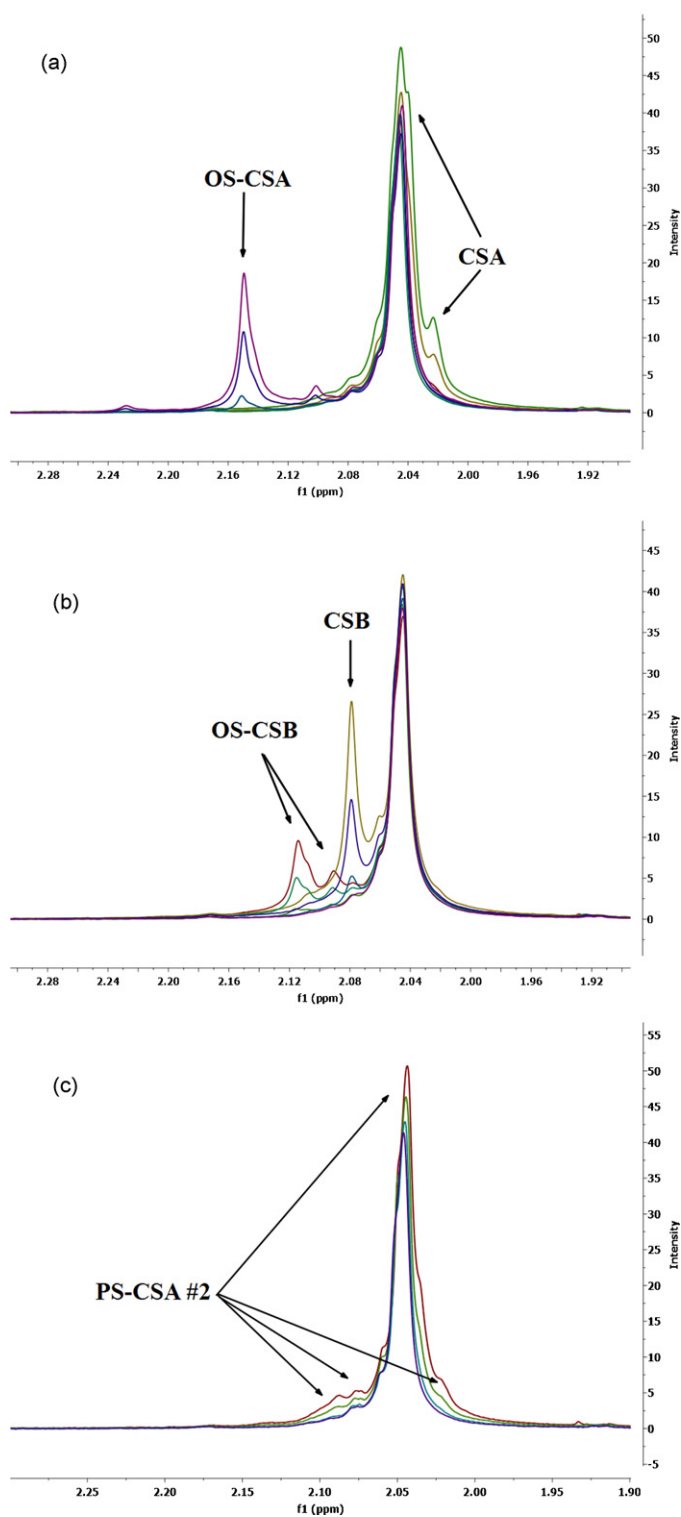 (a)
OS-CSA
CSA
50
45
40
35
30
25
20
15
10
5
0
Intensity
2.28 2.24 2.20 2.16 2.12 2.08 2.04 2.00 1.96 1.92
f1 (ppm)
(b)
CSB
OS-CSB
45
40
35
30
25
20
15
10
5
0
Intensity
2.28 2.24 2.20 2.16 2.12 2.08 2.04 2.00 1.96 1.92
f1 (ppm)
(c)
PS-CSA #2
55
50
45
40
35
30
25
20
15
10
5
0
-5
Intensity
2.25 2.20 2.15 2.10 2.05 2.00 1.95 1.90
f1 (ppm)